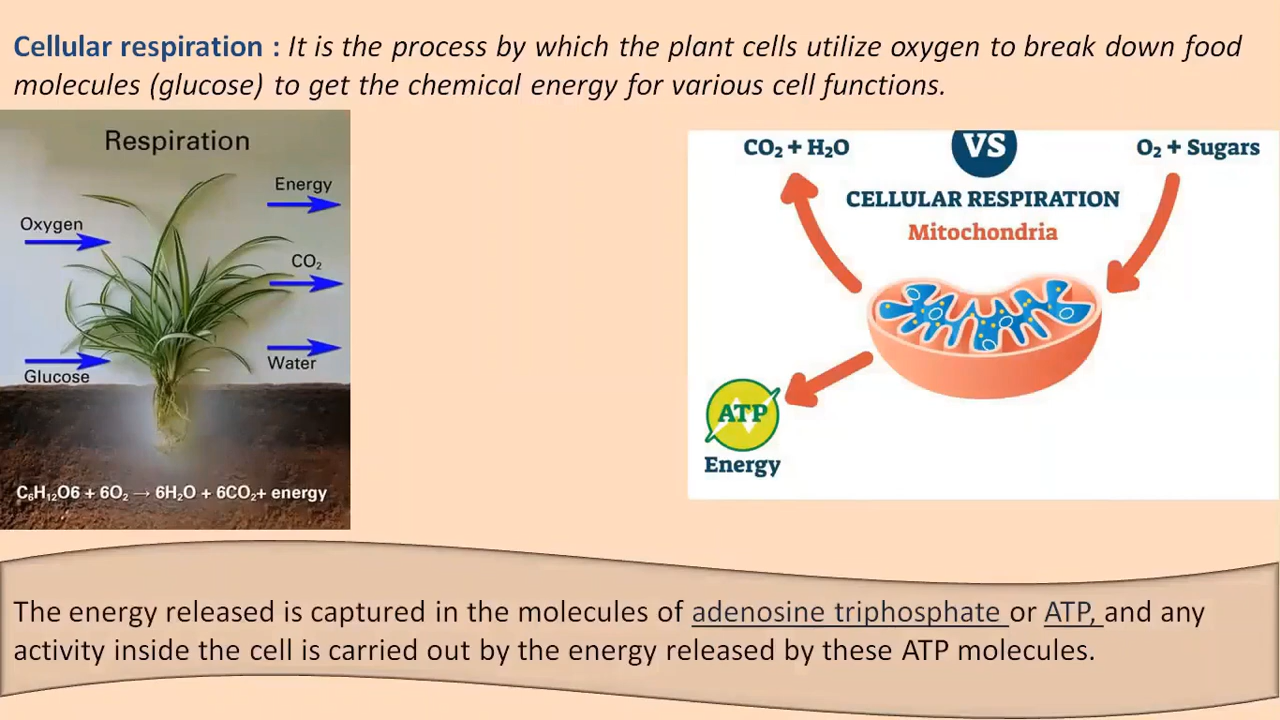 Cellular respiration : It is the process by which the plant cells utilize oxygen to break down food
molecules (glucose) to get the chemical energy for various cell functions.
Respiration
Energy
Oxygen
CO₂
Water
Glucose
C₆H₁₂O6 + 6O₂ → 6H₂O + 6CO₂+ energy
CO₂ + H₂O
VS
O₂ + Sugars
CELLULAR RESPIRATION
Mitochondria
ATP
Energy
The energy released is captured in the molecules of adenosine triphosphate or ATP, and any
activity inside the cell is carried out by the energy released by these ATP molecules.